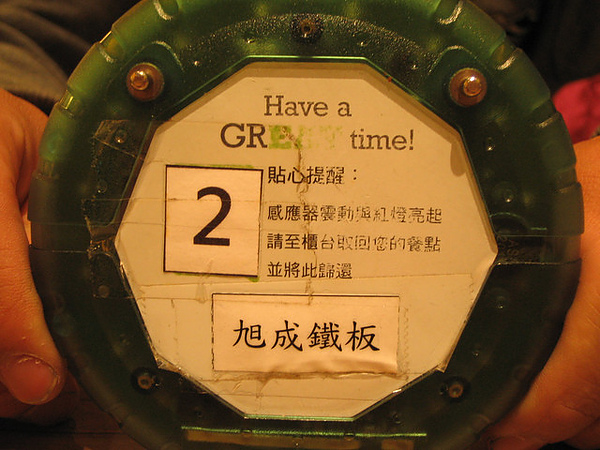 Have a
time!
2
貼心提醒：
感應器震動與紅燈亮起
請至櫃台取回您的餐點
並將此歸還
旭成鐵板